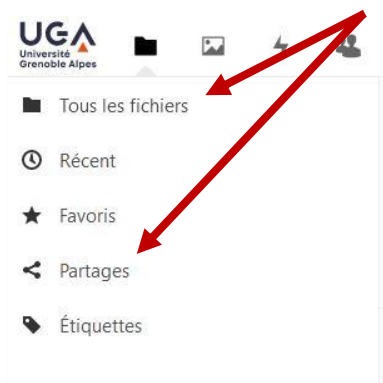 UGA
Université
Grenoble Alpes
Tous les fichiers
Récent
Favoris
Partages
Étiquettes